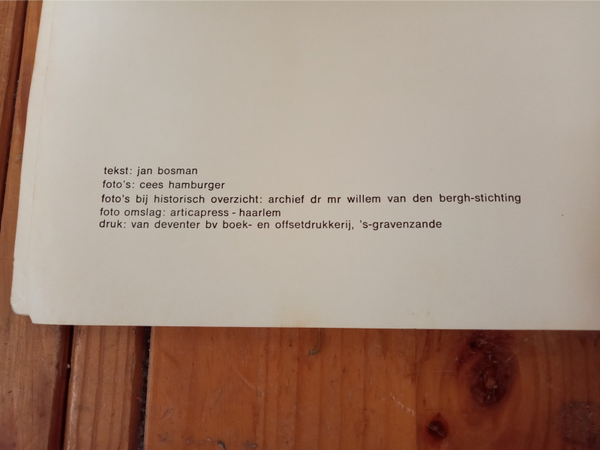 tekst: jan bosman
foto's: cees hamburger
foto's bij historisch overzicht: archief dr mr willem van den bergh-stichting
foto omslag: articapress - haarlem
druk: van deventer bv boek- en offsetdrukkerij, 's-gravenzande